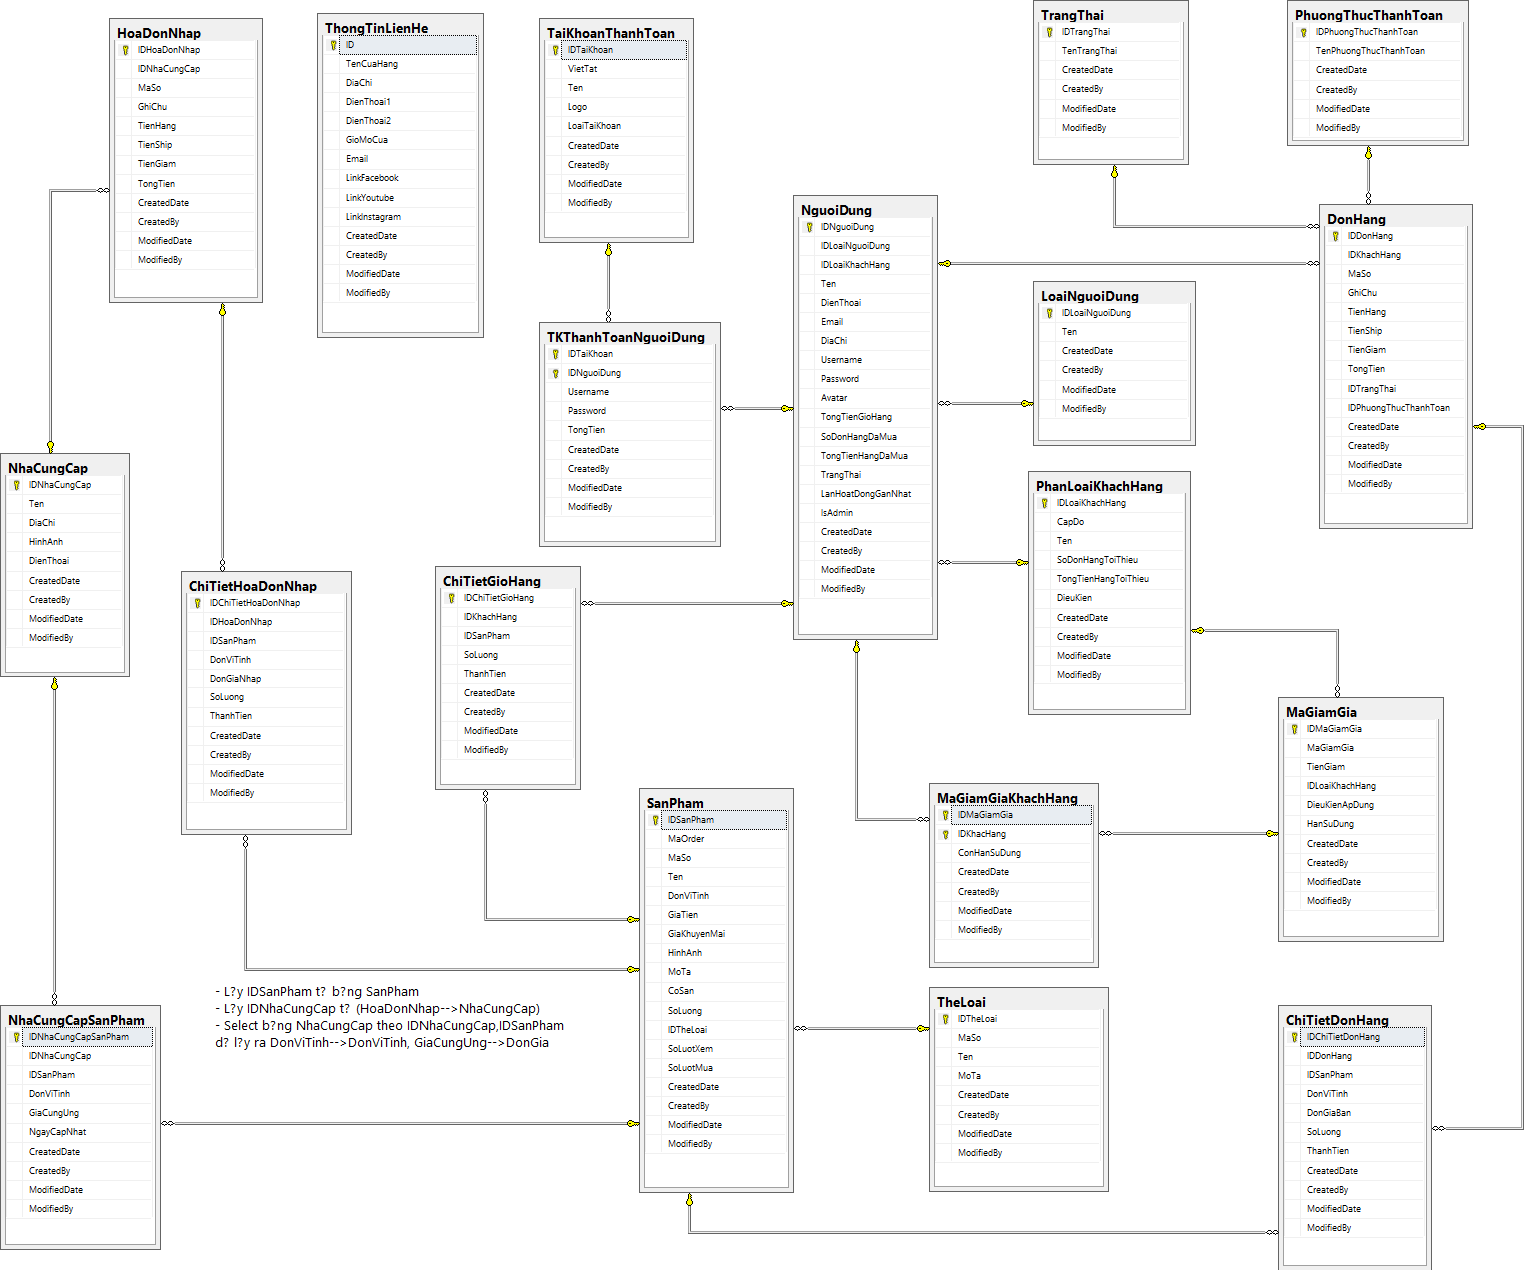 HoaDonNhap
IDHoaDonNhap
IDNhaCungCap
MaSo
GhiChu
TienHang
TienShip
TienGiam
TongTien
CreatedDate
CreatedBy
ModifiedDate
ModifiedBy
ThongTinLienHe
ID
TenCuaHang
DiaChi
DienThoai1
DienThoai2
GioMoCua
Email
LinkFacebook
LinkYoutube
LinkInstagram
CreatedDate
CreatedBy
ModifiedDate
ModifiedBy
TaiKhoanThanhToan
IDTaiKhoan
VietTat
Ten
Logo
LoaiTaiKhoan
CreatedDate
CreatedBy
ModifiedDate
ModifiedBy
TrangThai
IDTrangThai
TenTrangThai
CreatedDate
CreatedBy
ModifiedDate
ModifiedBy
PhuongThucThanhToan
IDPhuongThucThanhToan
TenPhuongThucThanhToan
CreatedDate
CreatedBy
ModifiedDate
ModifiedBy
NguoiDung
IDNguoiDung
IDLoaiNguoiDung
IDLoaiKhachHang
Ten
DienThoai
Email
DiaChi
Username
Password
Avatar
TongTienGioHang
SoDonHangDaMua
TongTienHangDaMua
TrangThai
LanHoatDongGanNhat
IsAdmin
CreatedDate
CreatedBy
ModifiedDate
ModifiedBy
DonHang
IDDonHang
IDKhachHang
MaSo
GhiChu
TienHang
TienShip
TienGiam
TongTien
IDTrangThai
IDPhuongThucThanhToan
CreatedDate
CreatedBy
ModifiedDate
ModifiedBy
LoaiNguoiDung
IDLoaiNguoiDung
Ten
CreatedDate
CreatedBy
ModifiedDate
ModifiedBy
TKThanhToanNguoiDung
IDTaiKhoan
IDNguoiDung
Username
Password
TongTien
CreatedDate
CreatedBy
ModifiedDate
ModifiedBy
NhaCungCap
IDNhaCungCap
Ten
DiaChi
HinhAnh
DienThoai
CreatedDate
CreatedBy
ModifiedDate
ModifiedBy
PhanLoaiKhachHang
IDLoaiKhachHang
CapDo
Ten
SoDonHangToiThieu
TongTienHangToiThieu
DieuKien
CreatedDate
CreatedBy
ModifiedDate
ModifiedBy
ChiTietHoaDonNhap
IDChiTietHoaDonNhap
IDHoaDonNhap
IDSanPham
DonViTinh
DonGiaNhap
SoLuong
ThanhTien
CreatedDate
CreatedBy
ModifiedDate
ModifiedBy
ChiTietGioHang
IDChiTietGioHang
IDKhachHang
IDSanPham
SoLuong
ThanhTien
CreatedDate
CreatedBy
ModifiedDate
ModifiedBy
MaGiamGia
IDMaGiamGia
MaGiamGia
TienGiam
IDLoaiKhachHang
DieuKienApDung
HanSuDung
CreatedDate
CreatedBy
ModifiedDate
ModifiedBy
SanPham
IDSanPham
MaOrder
MaSo
Ten
DonViTinh
GiaTien
GiaKhuyenMai
HinhAnh
MoTa
CoSan
SoLuong
IDTheLoai
SoLuotXem
SoLuotMua
CreatedDate
CreatedBy
ModifiedDate
ModifiedBy
MaGiamGiaKhachHang
IDMaGiamGia
IDKhacHang
ConHanSuDung
CreatedDate
CreatedBy
ModifiedDate
ModifiedBy
- L?y IDSanPham t? b?ng SanPham
- L?y IDNhaCungCap t? (HoaDonNhap-->NhaCungCap)
- Select b?ng NhaCungCap theo IDNhaCungCap,IDSanPham
d? l?y ra DonViTinh-->DonViTinh, GiaCungUng-->DonGia
TheLoai
IDTheLoai
MaSo
Ten
MoTa
CreatedDate
CreatedBy
ModifiedDate
ModifiedBy
NhaCungCapSanPham
IDNhaCungCapSanPham
IDNhaCungCap
IDSanPham
DonViTinh
GiaCungUng
NgayCapNhat
CreatedDate
CreatedBy
ModifiedDate
ModifiedBy
ChiTietDonHang
IDChiTietDonHang
IDDonHang
IDSanPham
DonViTinh
DonGiaBan
SoLuong
ThanhTien
CreatedDate
CreatedBy
ModifiedDate
ModifiedBy